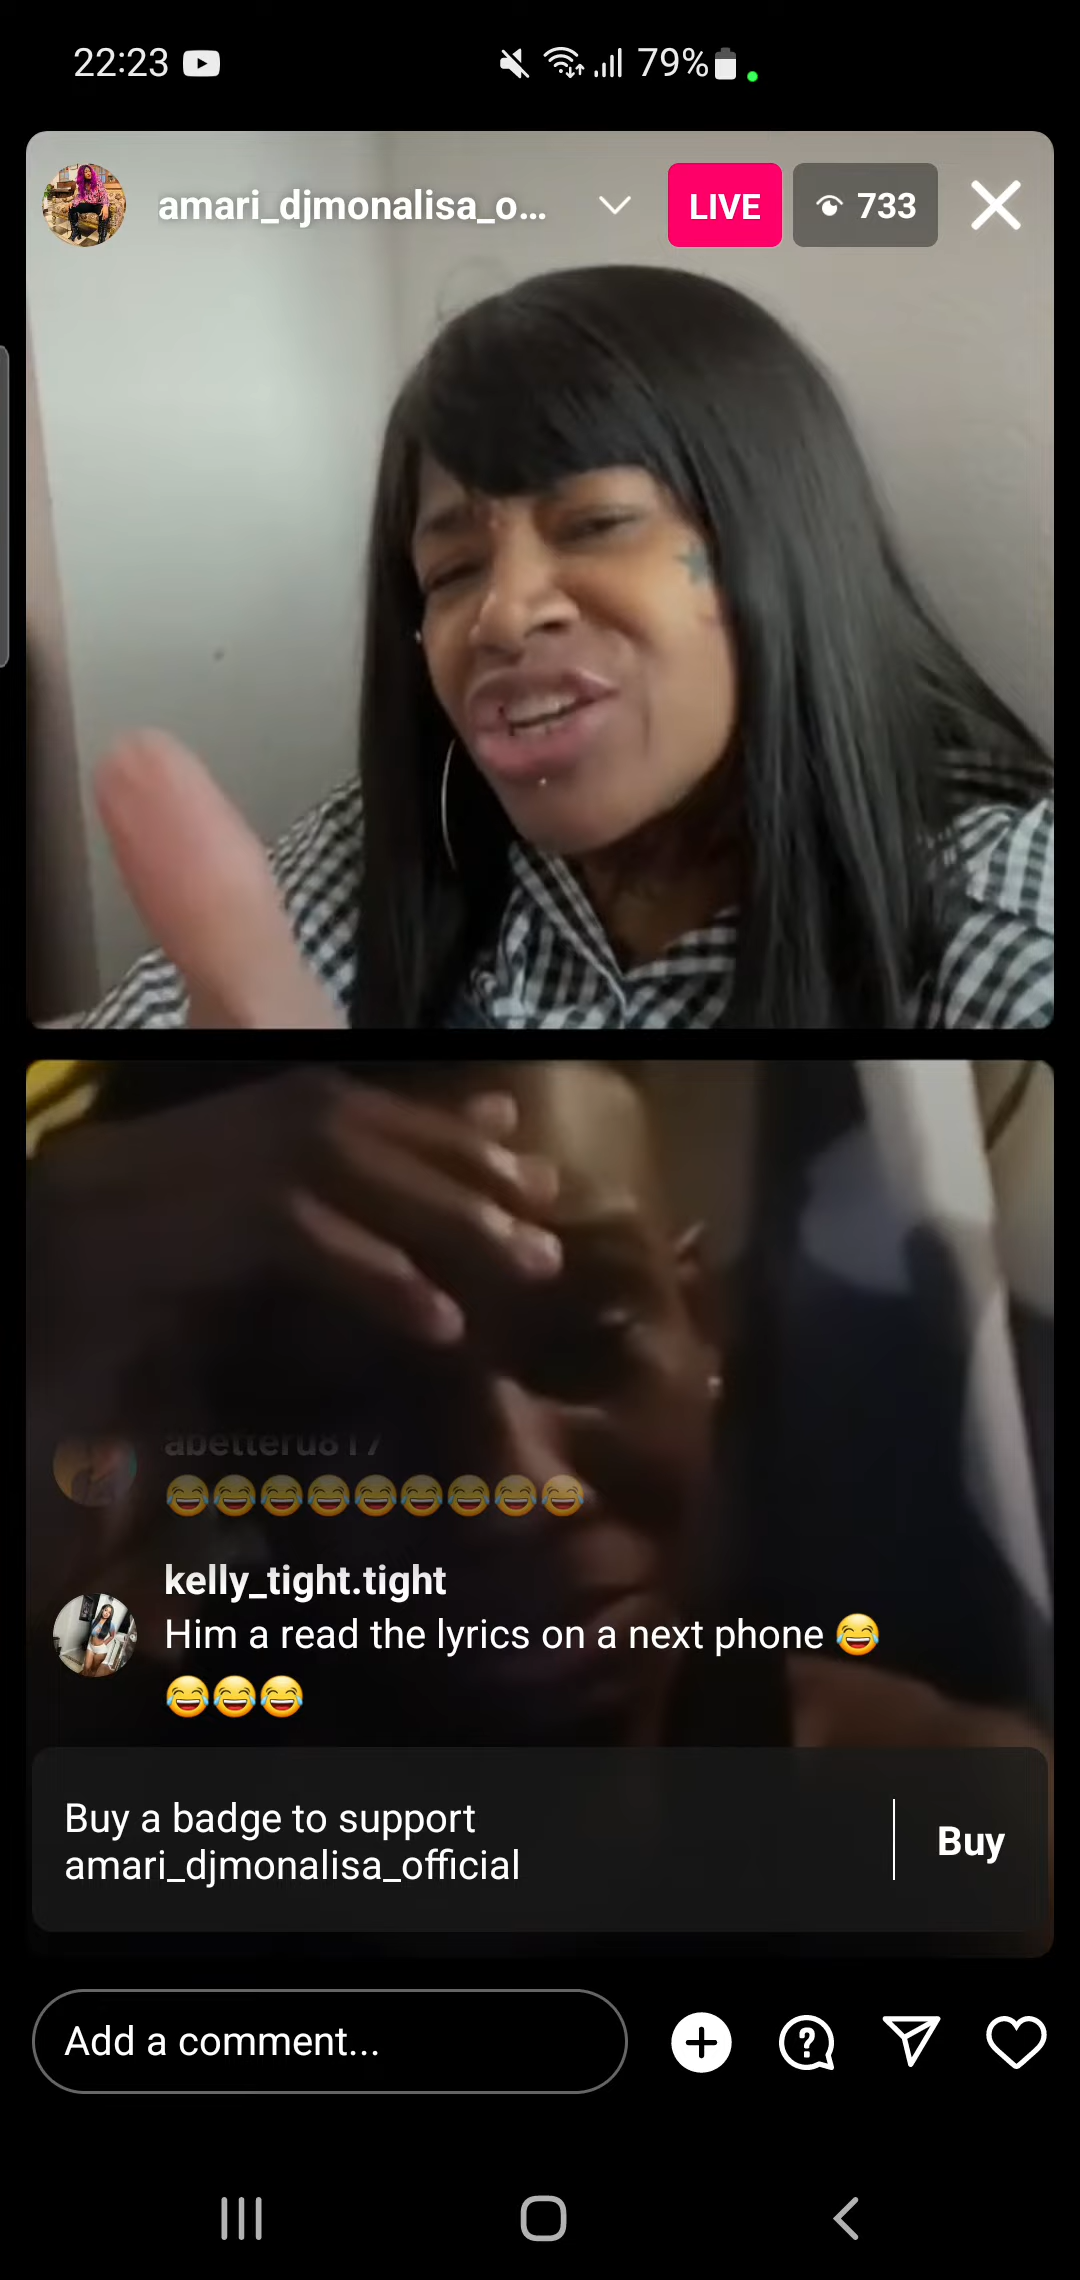 22:23
79%
amari_djmonalisa_o...
LIVE
733
abetteru817
😂😂😂😂😂😂😂😂😂
kelly_tight.tight
Him a read the lyrics on a next phone 😂
😂😂😂
Buy a badge to support
amari_djmonalisa_official
Buy
Add a comment...